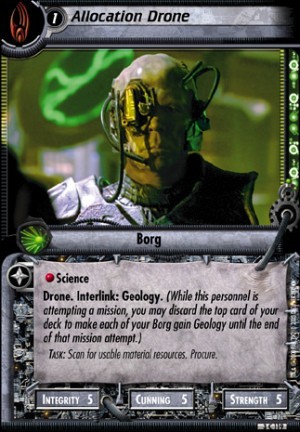 1 Allocation Drone
Borg
Science
Drone. Interlink: Geology. (While this personnel is
attempting a mission, you may discard the top card of your
deck to make each of your Borg gain Geology until the end
of that mission attempt.)
TASK: Scan for usable material resources. Procure.
INTEGRITY 5 CUNNING 5 STRENGTH 5